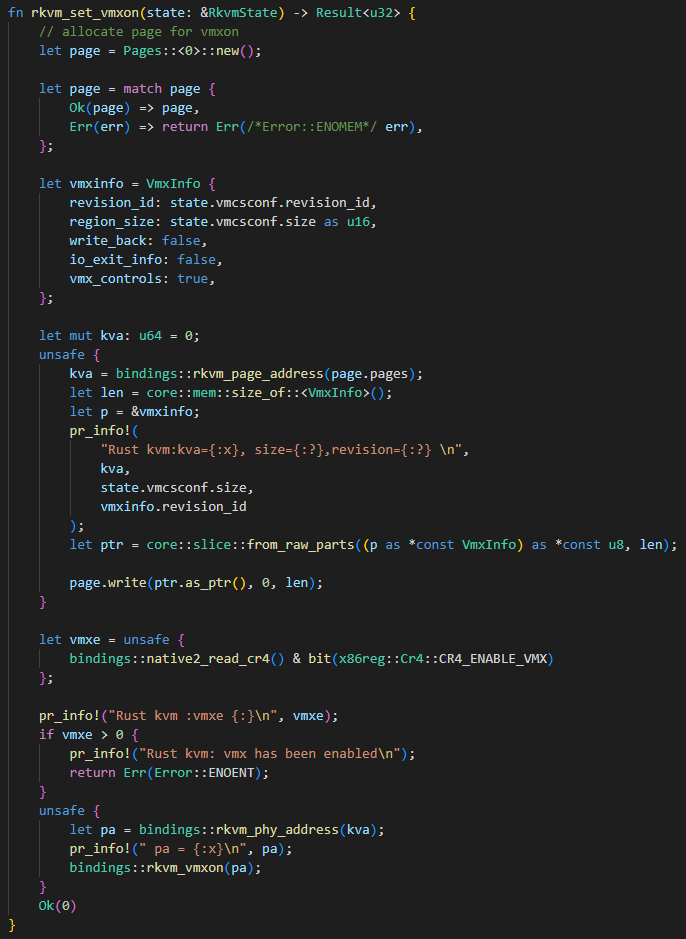 fn rkvm_set_vmxon(state: &RkvmState) -> Result<u32> {
    // allocate page for vmxon
    let page = Pages::<0>::new();

    let page = match page {
        Ok(page) => page,
        Err(err) => return Err(/*Error::ENOMEM*/ err),
    };

    let vmxinfo = VmxInfo {
        revision_id: state.vmcsconf.revision_id,
        region_size: state.vmcsconf.size as u16,
        write_back: false,
        io_exit_info: false,
        vmx_controls: true,
    };

    let mut kva: u64 = 0;
    unsafe {
        kva = bindings::rkvm_page_address(page.pages);
        let len = core::mem::size_of::<VmxInfo>();
        let p = &vmxinfo;
        pr_info!(
            "Rust kvm:kva={:x}, size={:?},revision={:?} \n",
            kva,
            state.vmcsconf.size,
            vmxinfo.revision_id
        );
        let ptr = core::slice::from_raw_parts((p as *const VmxInfo) as *const u8, len);

        page.write(ptr.as_ptr(), 0, len);
    }

    let vmxe = unsafe {
        bindings::native2_read_cr4() & bit(x86reg::Cr4::CR4_ENABLE_VMX)
    };

    pr_info!("Rust kvm :vmxe {:}\n", vmxe);
    if vmxe > 0 {
        pr_info!("Rust kvm: vmx has been enabled\n");
        return Err(Error::ENOENT);
    }
    unsafe {
        let pa = bindings::rkvm_phy_address(kva);
        pr_info!(" pa = {:x}\n", pa);
        bindings::rkvm_vmxon(pa);
    }
    Ok(0)
}